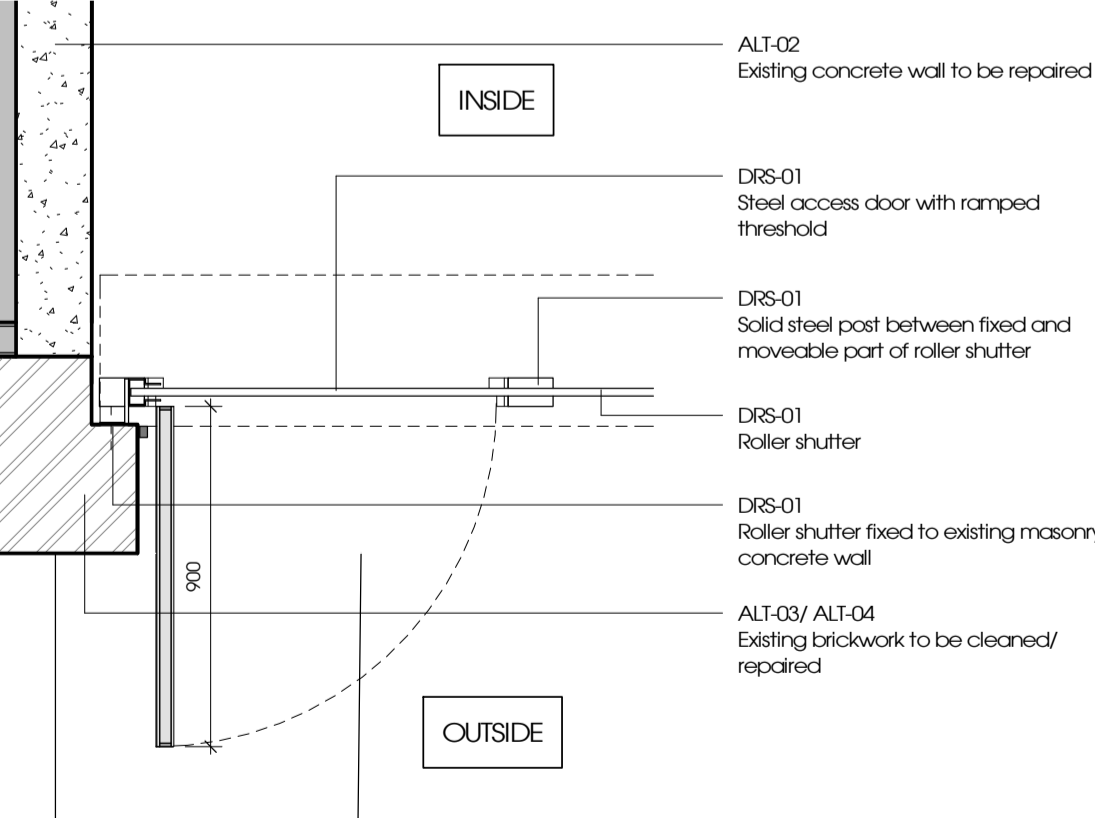 ALT-02
Existing concrete wall to be repaired
INSIDE
DRS-01
Steel access door with ramped
threshold
DRS-01
Solid steel post between fixed and
moveable part of roller shutter
DRS-01
Roller shutter
DRS-01
Roller shutter fixed to existing masonry
concrete wall
900
ALT-03/ ALT-04
Existing brickwork to be cleaned/
repaired
OUTSIDE